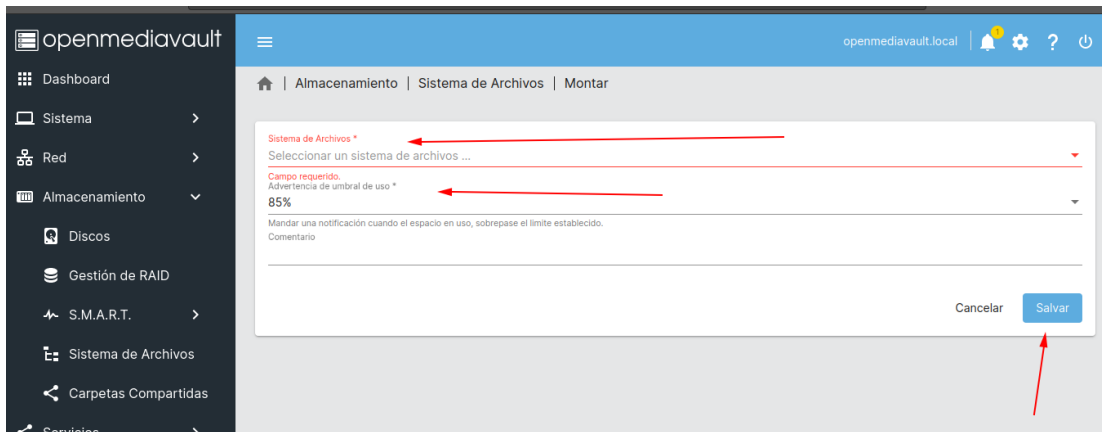 openmediavault
openmediavault.local
1
?
Dashboard
Sistema
Red
Almacenamiento
Discos
Gestión de RAID
S.M.A.R.T.
Sistema de Archivos
Carpetas Compartidas
Servicios
| Almacenamiento | Sistema de Archivos | Montar
Sistema de Archivos *
Seleccionar un sistema de archivos ...
Campo requerido.
Advertencia de umbral de uso *
85%
Mandar una notificación cuando el espacio en uso, sobrepase el límite establecido.
Comentario
Cancelar
Salvar